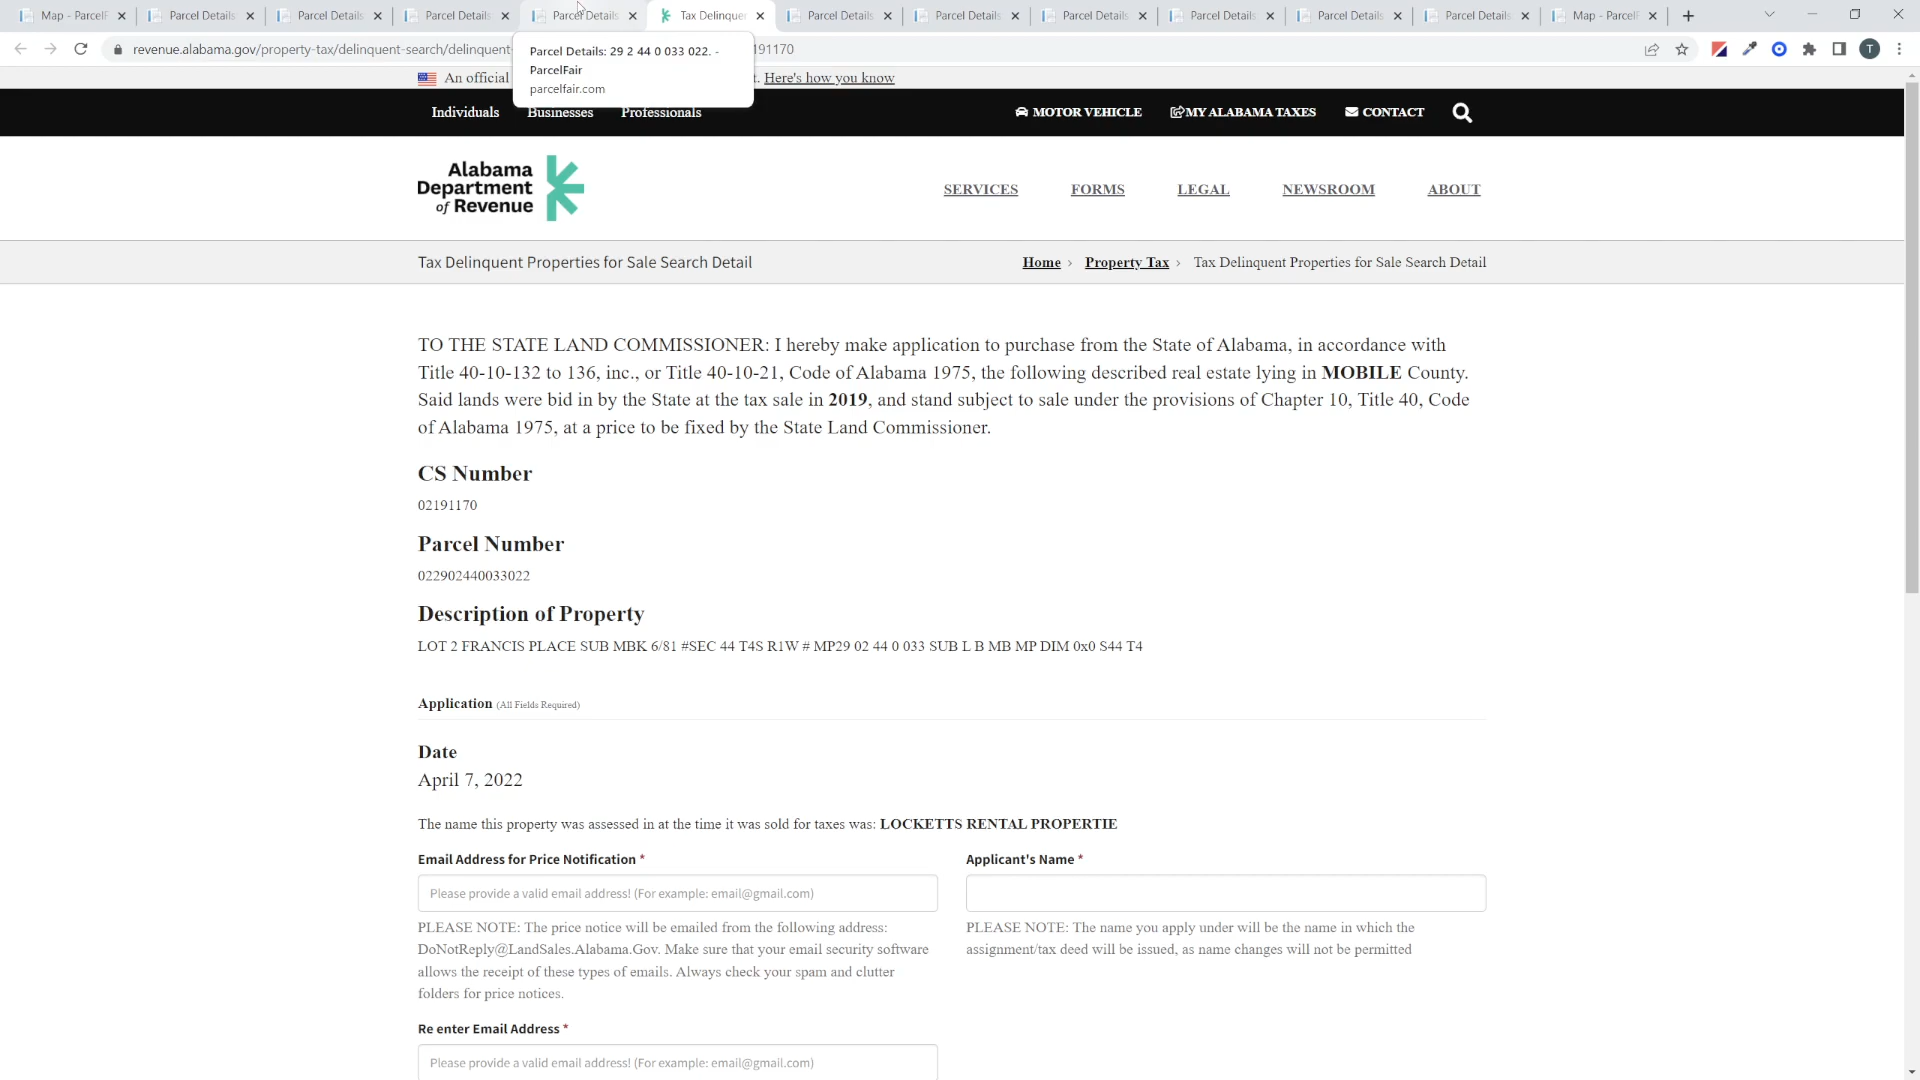 Map - ParcelF
Parcel Details
Parcel Details
Parcel Details
Parcel Details
Tax Delinquen
Parcel Details
Parcel Details
Parcel Details
Parcel Details
Parcel Details
Parcel Details
Map - ParcelF
revenue.alabama.gov/property-tax/delinquent-search/delinquent-
91170
T
Parcel Details: 29 2 44 0 033 022. -
ParcelFair
parcelfair.com
An official
. Here's how you know
Individuals
Businesses
Professionals
MOTOR VEHICLE
MY ALABAMA TAXES
CONTACT
Alabama
Department
of Revenue
SERVICES
FORMS
LEGAL
NEWSROOM
ABOUT
Tax Delinquent Properties for Sale Search Detail
Home › Property Tax › Tax Delinquent Properties for Sale Search Detail
TO THE STATE LAND COMMISSIONER: I hereby make application to purchase from the State of Alabama, in accordance with
Title 40-10-132 to 136, inc., or Title 40-10-21, Code of Alabama 1975, the following described real estate lying in MOBILE County.
Said lands were bid in by the State at the tax sale in 2019, and stand subject to sale under the provisions of Chapter 10, Title 40, Code
of Alabama 1975, at a price to be fixed by the State Land Commissioner.
CS Number
02191170
Parcel Number
022902440033022
Description of Property
LOT 2 FRANCIS PLACE SUB MBK 6/81 #SEC 44 T4S R1W # MP29 02 44 0 033 SUB L B MB MP DIM 0x0 S44 T4
Application (All Fields Required)
Date
April 7, 2022
The name this property was assessed in at the time it was sold for taxes was: LOCKETTS RENTAL PROPERTIE
Email Address for Price Notification *
Applicant's Name *
Please provide a valid email address! (For example: email@gmail.com)
PLEASE NOTE: The price notice will be emailed from the following address:
DoNotReply@LandSales.Alabama.Gov. Make sure that your email security software
allows the receipt of these types of emails. Always check your spam and clutter
folders for price notices.
PLEASE NOTE: The name you apply under will be the name in which the
assignment/tax deed will be issued, as name changes will not be permitted
Re enter Email Address *
Please provide a valid email address! (For example: email@gmail.com)